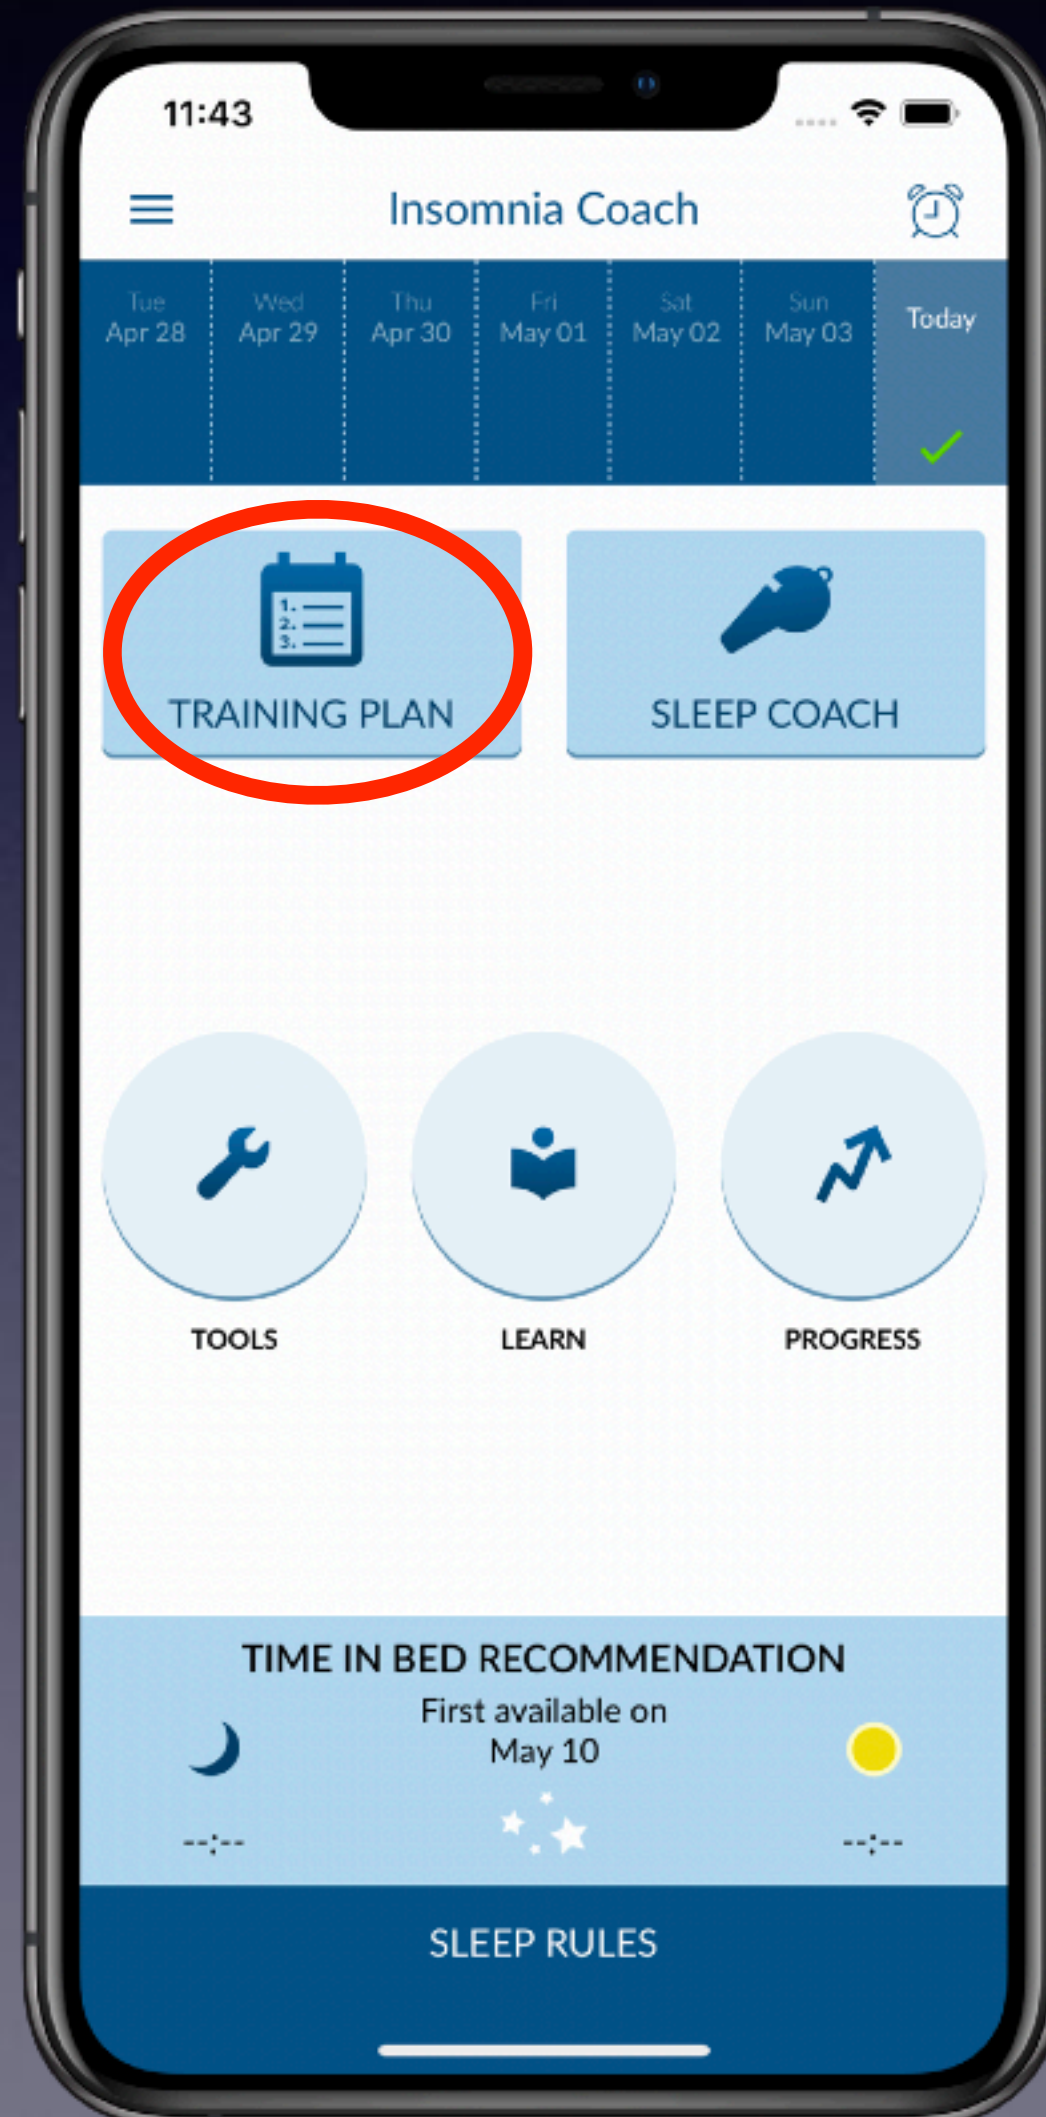 11:43
Insomnia Coach
Tue Wed Thu Fri Sat Sun Today
Apr 28 Apr 29 Apr 30 May 01 May 02 May 03
1.
2.
3.
TRAINING PLAN SLEEP COACH
TOOLS LEARN PROGRESS
TIME IN BED RECOMMENDATION
First available on
May 10
--:-- --:--
SLEEP RULES